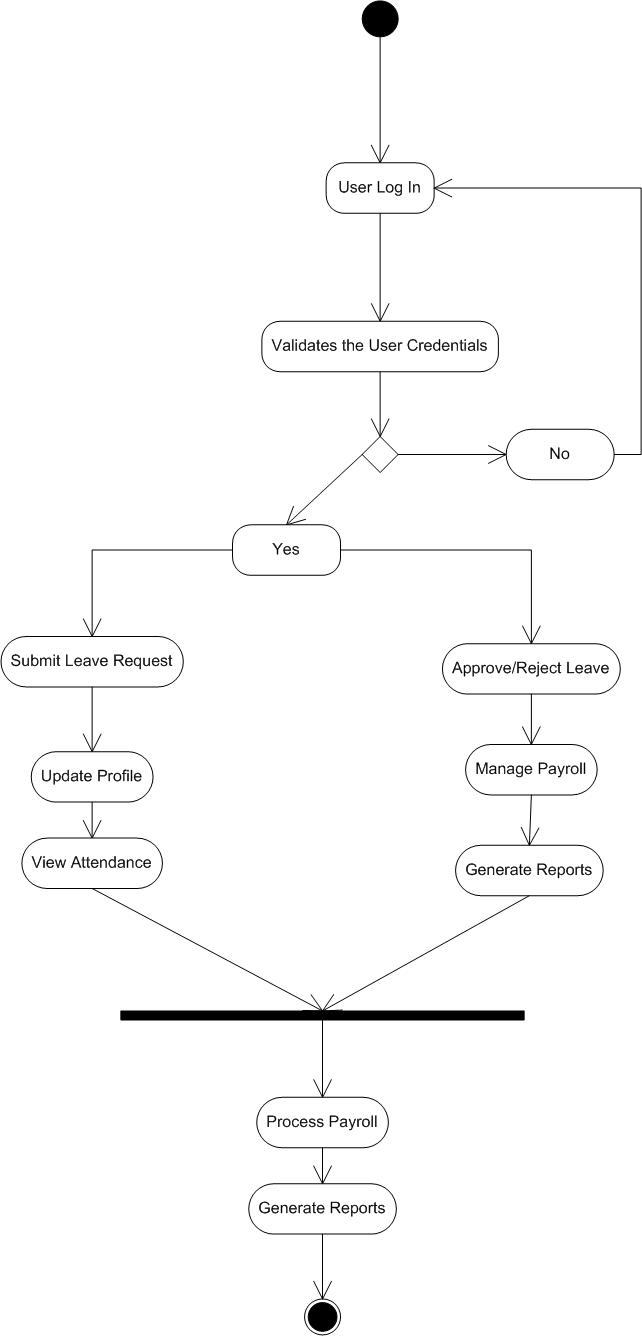 User Log In
Validates the User Credentials
No
Yes
Submit Leave Request
Approve/Reject Leave
Update Profile
Manage Payroll
View Attendance
Generate Reports
Process Payroll
Generate Reports